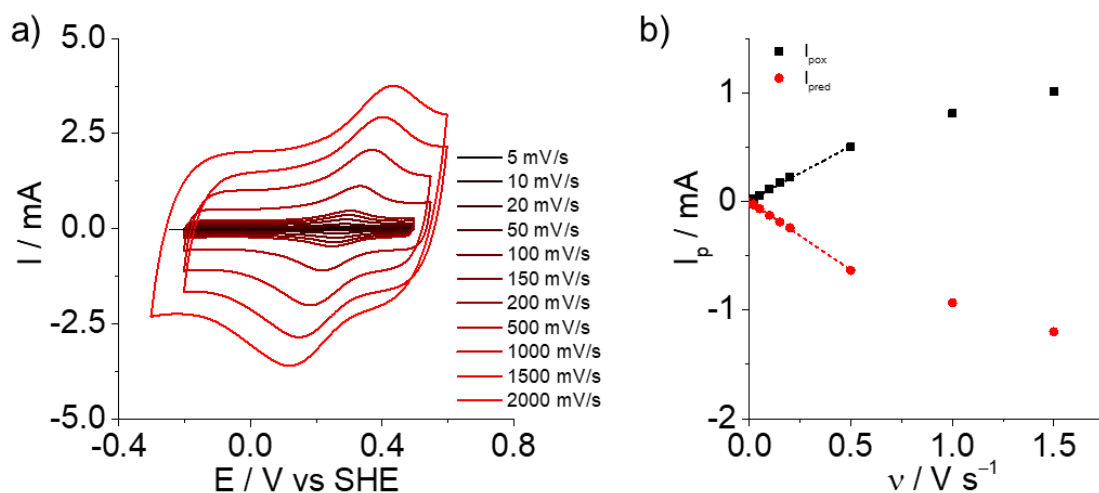 a)
5.0
2.5
0.0
-2.5
-5.0
I / mA
-0.4
0.0
0.4
0.8
E / V vs SHE
5 mV/s
10 mV/s
20 mV/s
50 mV/s
100 mV/s
150 mV/s
200 mV/s
500 mV/s
1000 mV/s
1500 mV/s
2000 mV/s
b)
I_pox
I_pred
1
0
-1
-2
I_p / mA
0.0
0.5
1.0
1.5
ν / V s⁻¹